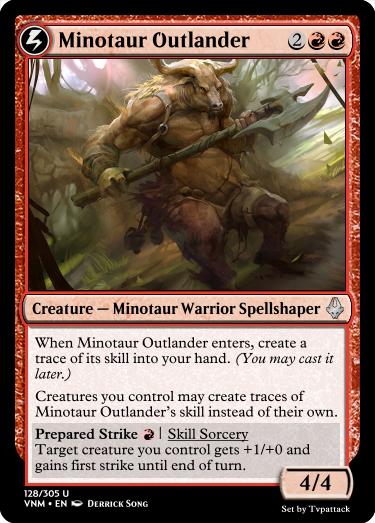 Minotaur Outlander 2
Creature — Minotaur Warrior Spellshaper
When Minotaur Outlander enters, create a
trace of its skill into your hand. (You may cast it
later.)
Creatures you control may create traces of
Minotaur Outlander's skill instead of their own.
Prepared Strike | Skill Sorcery
Target creature you control gets +1/+0 and
gains first strike until end of turn.
4/4
128/305 U
VNM • EN Derrick Song
Set by Tvpattack